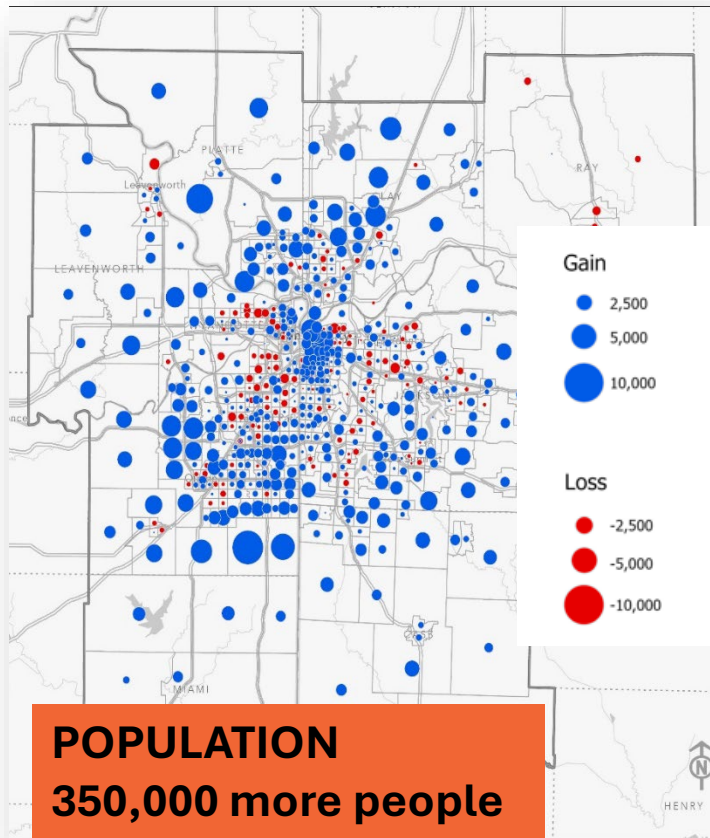 PLATTE
RAY
Leavenworth
CLAY
LEAVENWORTH
Gain
2,500
5,000
10,000
Loss
-2,500
-5,000
-10,000
CASS
MIAMI
POPULATION
350,000 more people
N
HENRY